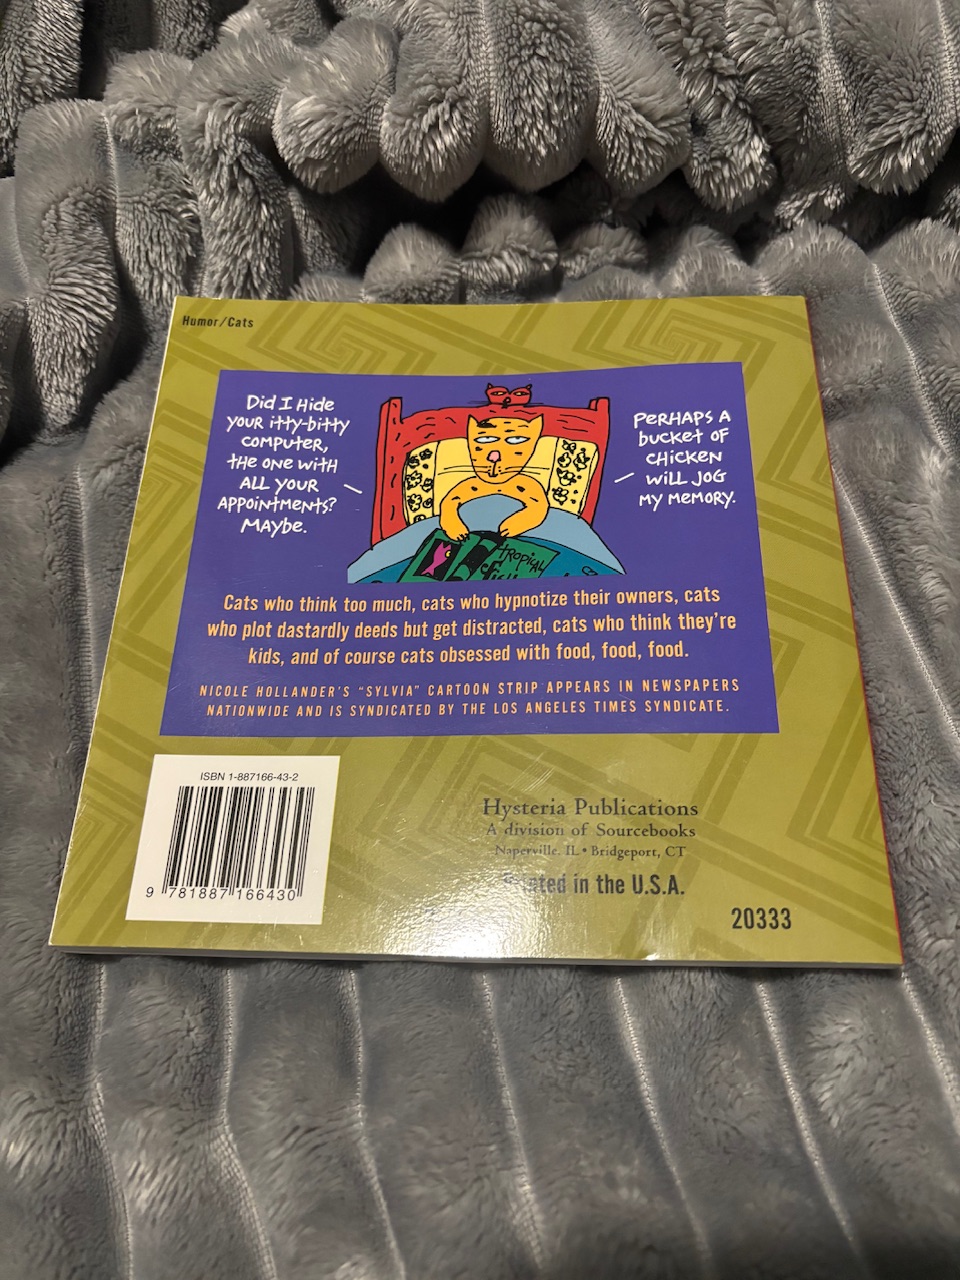 Humor/Cats
Did I Hide
your itty-bitty
computer,
the one with
all your
appointments?
Maybe.
Perhaps a
bucket of
chicken
will jog
my memory.
tropical
Cats who think too much, cats who hypnotize their owners, cats
who plot dastardly deeds but get distracted, cats who think they're
kids, and of course cats obsessed with food, food, food.
NICOLE HOLLANDER'S "SYLVIA" CARTOON STRIP APPEARS IN NEWSPAPERS
NATIONWIDE AND IS SYNDICATED BY THE LOS ANGELES TIMES SYNDICATE.
ISBN 1-887166-43-2
9 781887 166430
Hysteria Publications
A division of Sourcebooks
Naperville, IL • Bridgeport, CT
Printed in the U.S.A.
20333